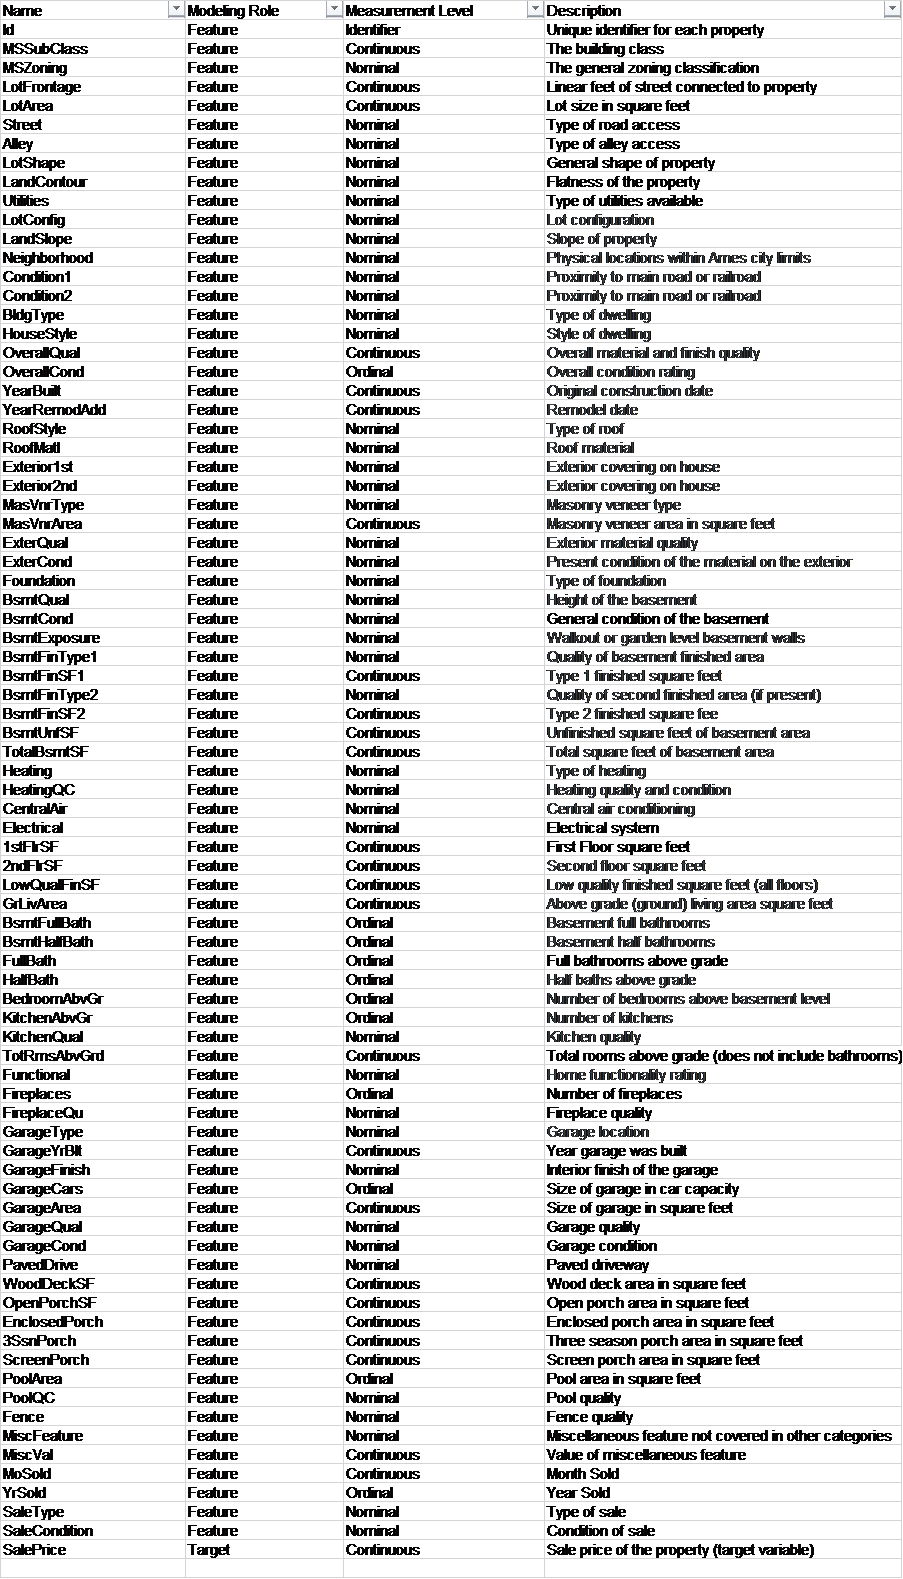 Name Modeling Role Measurement Level Description
Id Feature Identifier Unique identifier for each property
MSSubClass Feature Continuous The building class
MSZoning Feature Nominal The general zoning classification
LotFrontage Feature Continuous Linear feet of street connected to property
LotArea Feature Continuous Lot size in square feet
Street Feature Nominal Type of road access
Alley Feature Nominal Type of alley access
LotShape Feature Nominal General shape of property
LandContour Feature Nominal Flatness of the property
Utilities Feature Nominal Type of utilities available
LotConfig Feature Nominal Lot configuration
LandSlope Feature Nominal Slope of property
Neighborhood Feature Nominal Physical locations within Ames city limits
Condition1 Feature Nominal Proximity to main road or railroad
Condition2 Feature Nominal Proximity to main road or railroad
BldgType Feature Nominal Type of dwelling
HouseStyle Feature Nominal Style of dwelling
OverallQual Feature Continuous Overall material and finish quality
OverallCond Feature Ordinal Overall condition rating
YearBuilt Feature Continuous Original construction date
YearRemodAdd Feature Continuous Remodel date
RoofStyle Feature Nominal Type of roof
RoofMatl Feature Nominal Roof material
Exterior1st Feature Nominal Exterior covering on house
Exterior2nd Feature Nominal Exterior covering on house
MasVnrType Feature Nominal Masonry veneer type
MasVnrArea Feature Continuous Masonry veneer area in square feet
ExterQual Feature Nominal Exterior material quality
ExterCond Feature Nominal Present condition of the material on the exterior
Foundation Feature Nominal Type of foundation
BsmtQual Feature Nominal Height of the basement
BsmtCond Feature Nominal General condition of the basement
BsmtExposure Feature Nominal Walkout or garden level basement walls
BsmtFinType1 Feature Nominal Quality of basement finished area
BsmtFinSF1 Feature Continuous Type 1 finished square feet
BsmtFinType2 Feature Nominal Quality of second finished area (if present)
BsmtFinSF2 Feature Continuous Type 2 finished square fee
BsmtUnfSF Feature Continuous Unfinished square feet of basement area
TotalBsmtSF Feature Continuous Total square feet of basement area
Heating Feature Nominal Type of heating
HeatingQC Feature Nominal Heating quality and condition
CentralAir Feature Nominal Central air conditioning
Electrical Feature Nominal Electrical system
1stFlrSF Feature Continuous First Floor square feet
2ndFlrSF Feature Continuous Second floor square feet
LowQualFinSF Feature Continuous Low quality finished square feet (all floors)
GrLivArea Feature Continuous Above grade (ground) living area square feet
BsmtFullBath Feature Ordinal Basement full bathrooms
BsmtHalfBath Feature Ordinal Basement half bathrooms
FullBath Feature Ordinal Full bathrooms above grade
HalfBath Feature Ordinal Half baths above grade
BedroomAbvGr Feature Ordinal Number of bedrooms above basement level
KitchenAbvGr Feature Ordinal Number of kitchens
KitchenQual Feature Nominal Kitchen quality
TotRmsAbvGrd Feature Continuous Total rooms above grade (does not include bathrooms)
Functional Feature Nominal Home functionality rating
Fireplaces Feature Ordinal Number of fireplaces
FireplaceQu Feature Nominal Fireplace quality
GarageType Feature Nominal Garage location
GarageYrBlt Feature Continuous Year garage was built
GarageFinish Feature Nominal Interior finish of the garage
GarageCars Feature Ordinal Size of garage in car capacity
GarageArea Feature Continuous Size of garage in square feet
GarageQual Feature Nominal Garage quality
GarageCond Feature Nominal Garage condition
PavedDrive Feature Nominal Paved driveway
WoodDeckSF Feature Continuous Wood deck area in square feet
OpenPorchSF Feature Continuous Open porch area in square feet
EnclosedPorch Feature Continuous Enclosed porch area in square feet
3SsnPorch Feature Continuous Three season porch area in square feet
ScreenPorch Feature Continuous Screen porch area in square feet
PoolArea Feature Ordinal Pool area in square feet
PoolQC Feature Nominal Pool quality
Fence Feature Nominal Fence quality
MiscFeature Feature Nominal Miscellaneous feature not covered in other categories
MiscVal Feature Continuous Value of miscellaneous feature
MoSold Feature Continuous Month Sold
YrSold Feature Ordinal Year Sold
SaleType Feature Nominal Type of sale
SaleCondition Feature Nominal Condition of sale
SalePrice Target Continuous Sale price of the property (target variable)